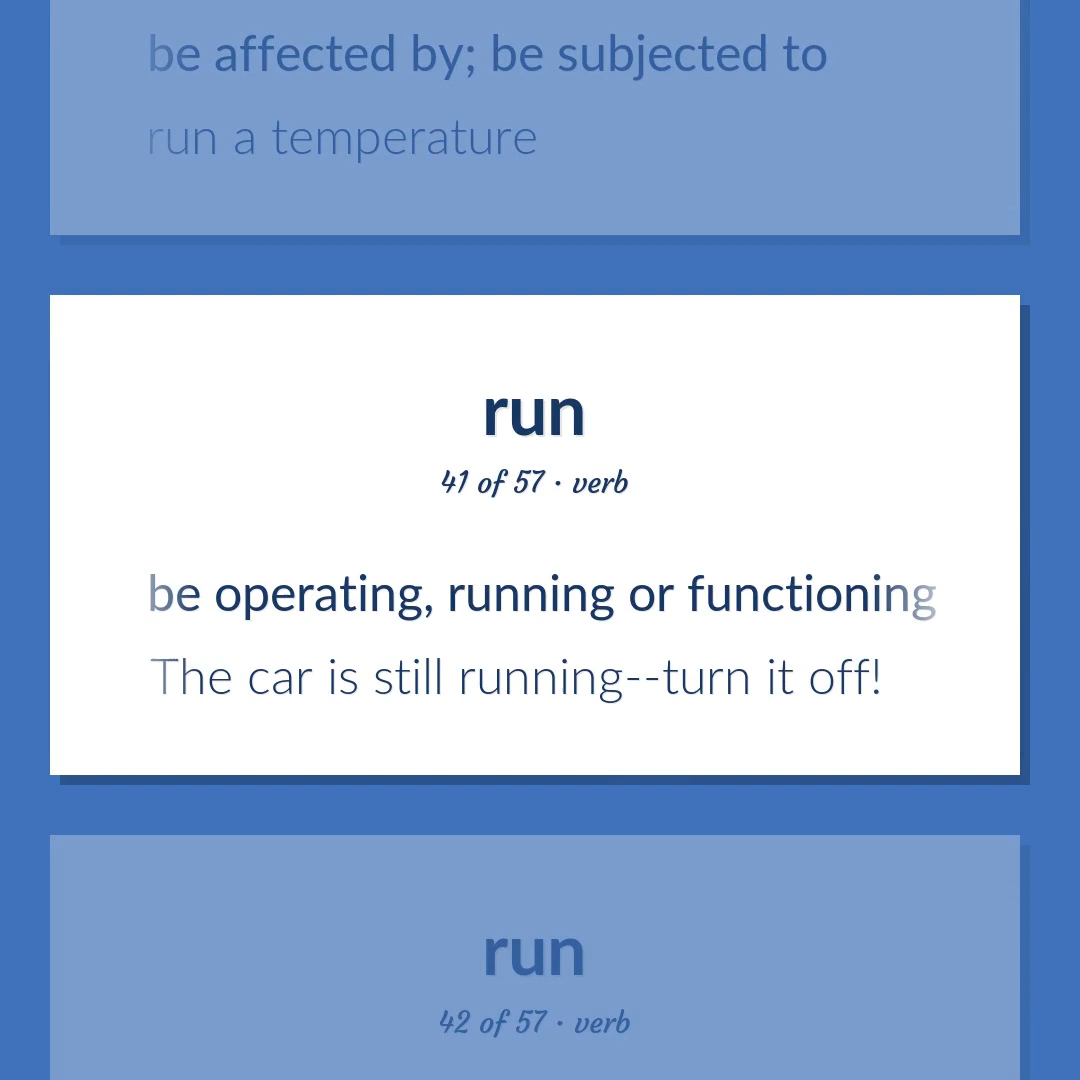 be affected by; be subjected to
run a temperature
run
41 of 57 · verb
be operating, running or functioning
The car is still running--turn it off!
run
42 of 57 · verb